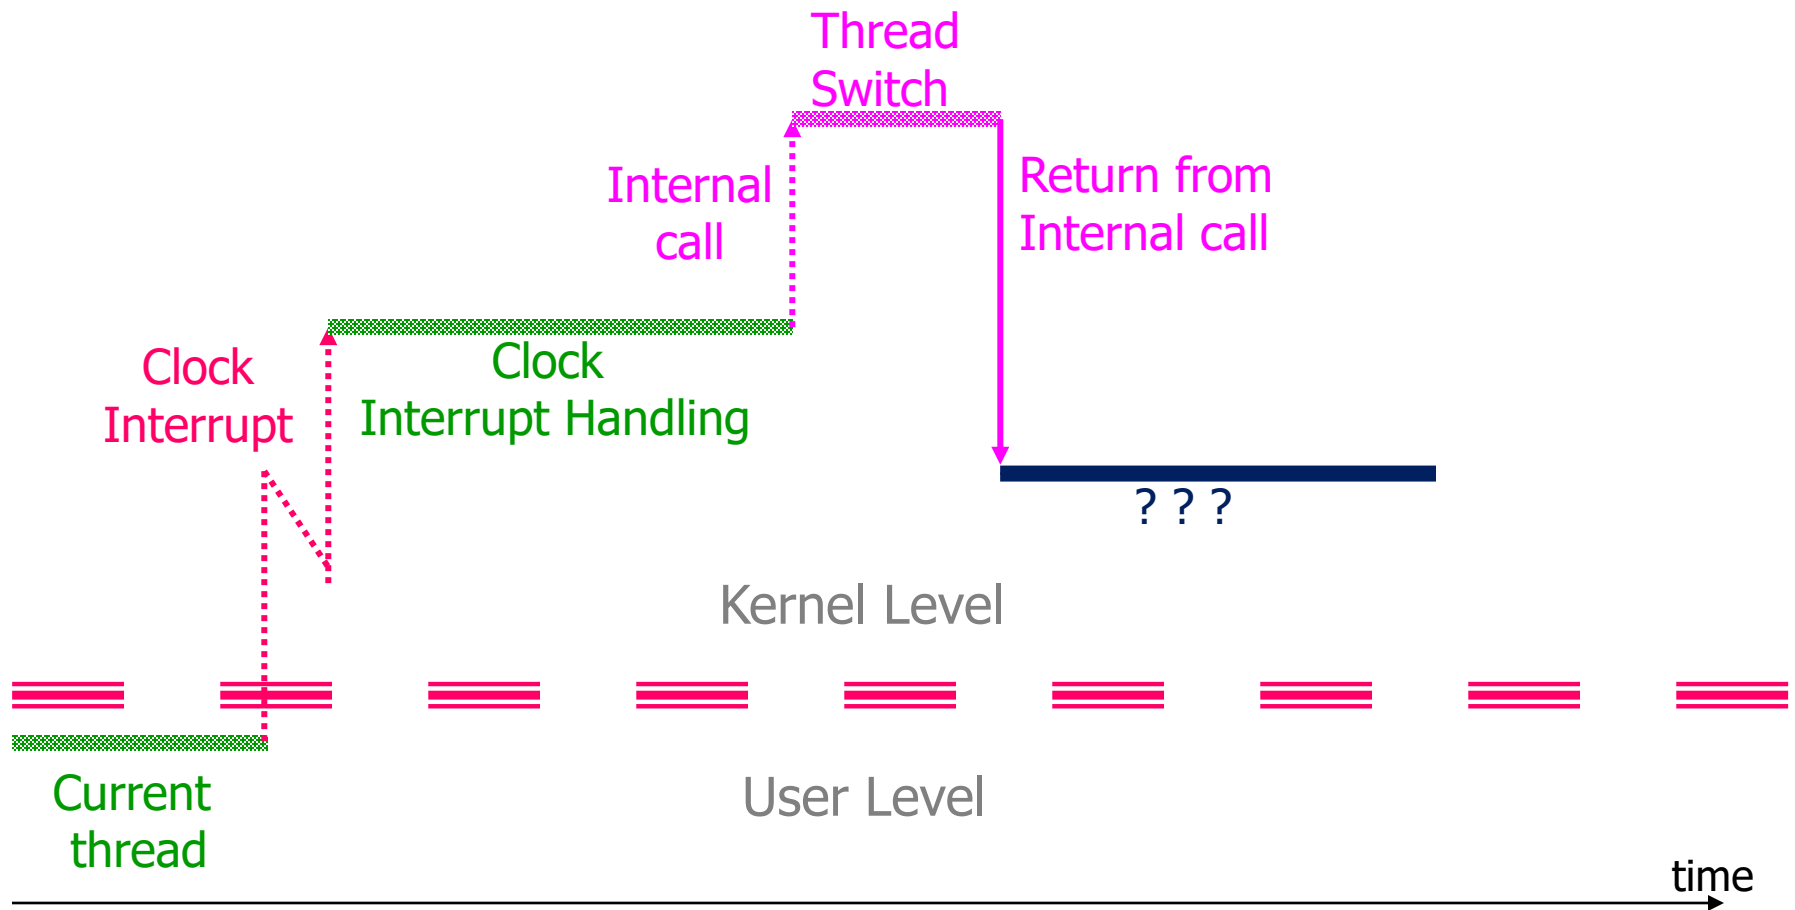 Thread
Switch
Internal
call
Return from
Internal call
Clock
Interrupt
Clock
Interrupt Handling
? ? ?
Kernel Level
Current
thread
User Level
time